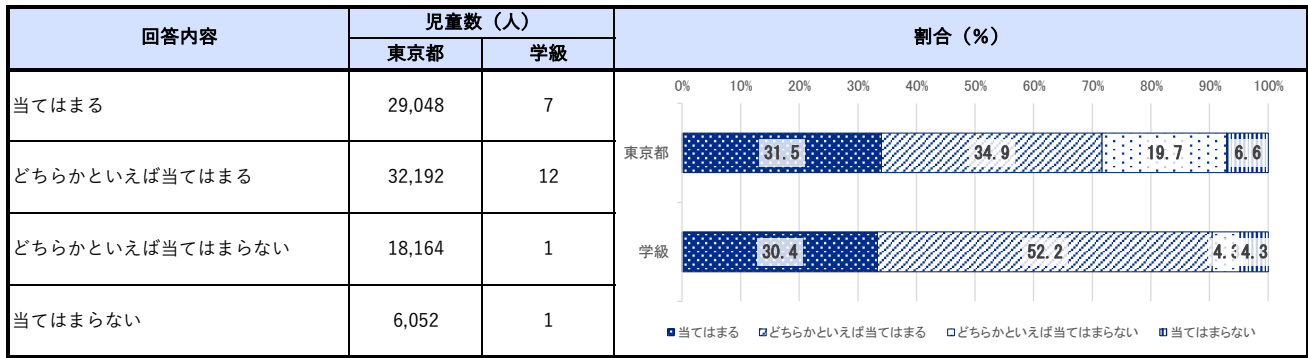 回答内容 児童数（人） 割合（％）
東京都 学級
当てはまる 29,048 7
どちらかといえば当てはまる 32,192 12
どちらかといえば当てはまらない 18,164 1
当てはまらない 6,052 1
0% 10% 20% 30% 40% 50% 60% 70% 80% 90% 100%
東京都 31.5 34.9 19.7 6.6
学級 30.4 52.2 4.3 4.3
当てはまる どちらかといえば当てはまる どちらかといえば当てはまらない 当てはまらない